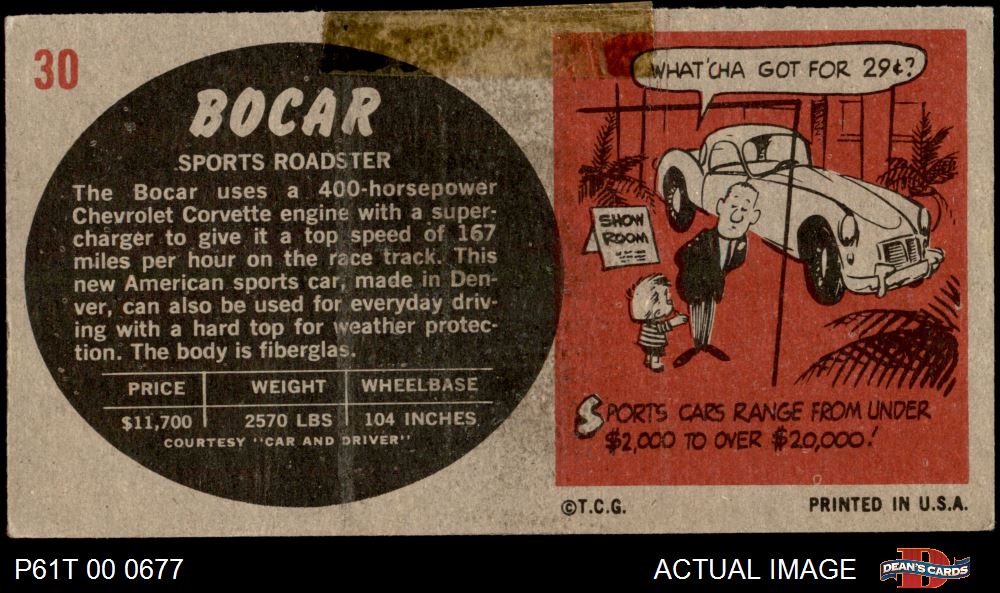 30
BOCAR
SPORTS ROADSTER
The Bocar uses a 400-horsepower
Chevrolet Corvette engine with a super-
charger to give it a top speed of 167
miles per hour on the race track. This
new American sports car, made in Den-
ver, can also be used for everyday driv-
ing with a hard top for weather protec-
tion. The body is fiberglas.
PRICE WEIGHT WHEELBASE
$11,700 2570 LBS 104 INCHES
COURTESY "CAR AND DRIVER"
WHAT'CHA GOT FOR 29¢?
SHOW
ROOM
SPORTS CARS RANGE FROM UNDER
$2,000 TO OVER $20,000!
©T.C.G.
PRINTED IN U.S.A.
P61T 00 0677
ACTUAL IMAGE
D
DEAN'S CARDS